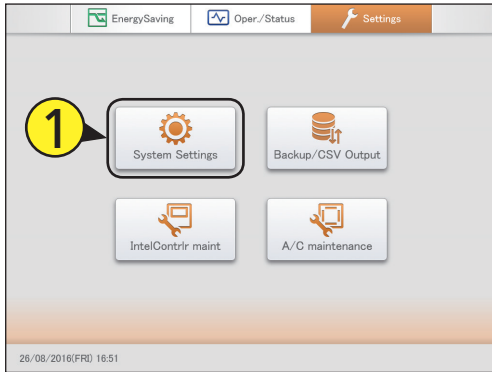 EnergySaving
Oper./Status
Settings
1
System Settings
Backup/CSV Output
IntelContrlr maint
A/C maintenance
26/08/2016(FRI) 16:51